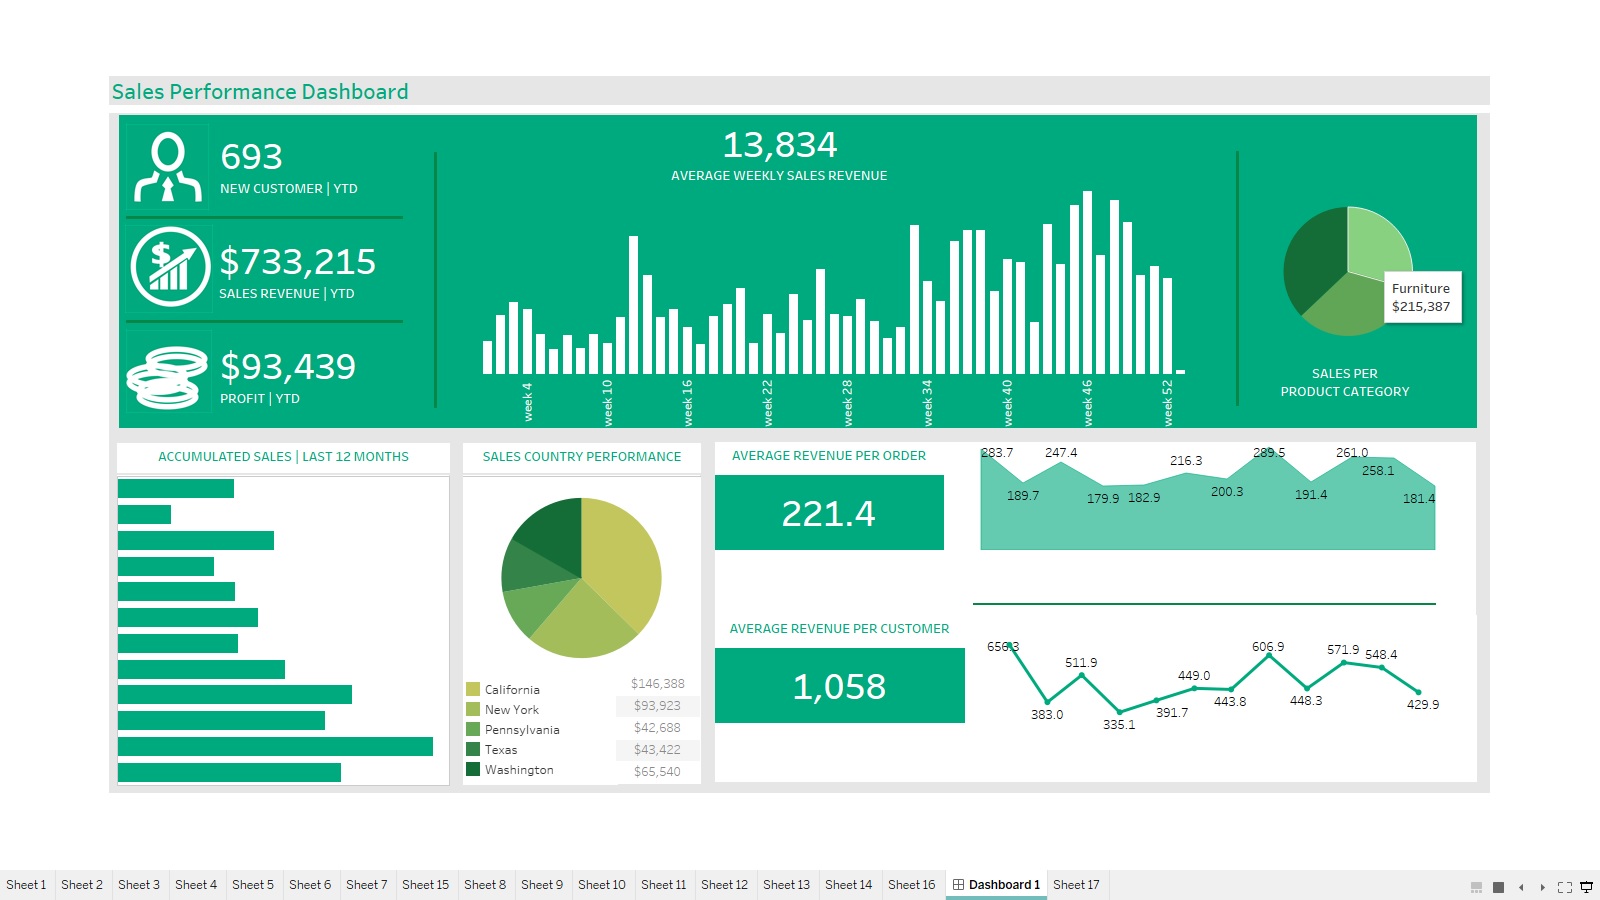 Sales Performance Dashboard
693
NEW CUSTOMER | YTD
$
$733,215
SALES REVENUE | YTD
$93,439
PROFIT | YTD
13,834
AVERAGE WEEKLY SALES REVENUE
week 4
week 10
week 16
week 22
week 28
week 34
week 40
week 46
week 52
Furniture
$215,387
SALES PER
PRODUCT CATEGORY
ACCUMULATED SALES | LAST 12 MONTHS
SALES COUNTRY PERFORMANCE
California $146,388
New York $93,923
Pennsylvania $42,688
Texas $43,422
Washington $65,540
AVERAGE REVENUE PER ORDER
221.4
283.7
189.7
247.4
179.9
182.9
216.3
200.3
289.5
191.4
261.0
258.1
181.4
AVERAGE REVENUE PER CUSTOMER
1,058
656.3
383.0
511.9
335.1
391.7
449.0
443.8
606.9
448.3
571.9
548.4
429.9
Sheet 1 Sheet 2 Sheet 3 Sheet 4 Sheet 5 Sheet 6 Sheet 7 Sheet 15 Sheet 8 Sheet 9 Sheet 10 Sheet 11 Sheet 12 Sheet 13 Sheet 14 Sheet 16 Dashboard 1 Sheet 17